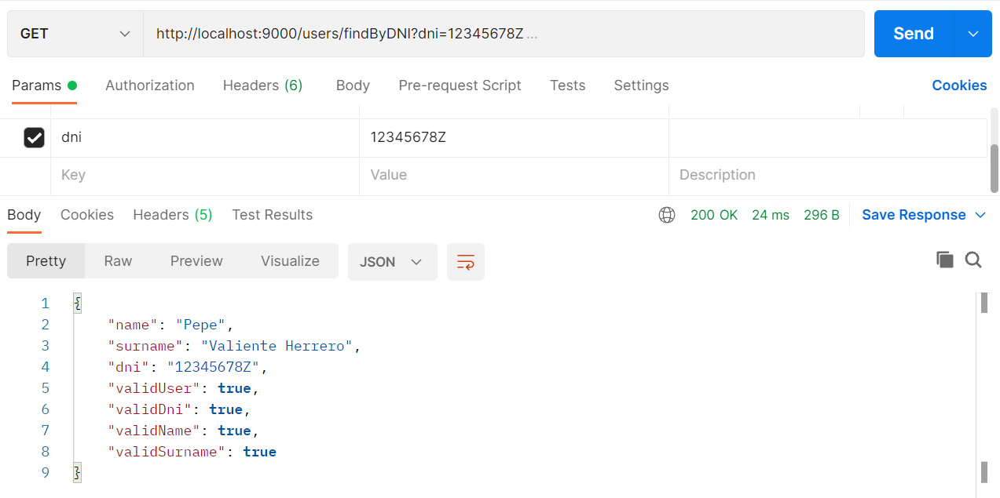 GET http://localhost:9000/users/findByDNI?dni=12345678Z ... Send
Params Authorization Headers (6) Body Pre-request Script Tests Settings Cookies
dni 12345678Z
Key Value Description
Body Cookies Headers (5) Test Results 200 OK 24 ms 296 B Save Response
Pretty Raw Preview Visualize JSON
1 {
2 "name": "Pepe",
3 "surname": "Valiente Herrero",
4 "dni": "12345678Z",
5 "validUser": true,
6 "validDni": true,
7 "validName": true,
8 "validSurname": true
9 }